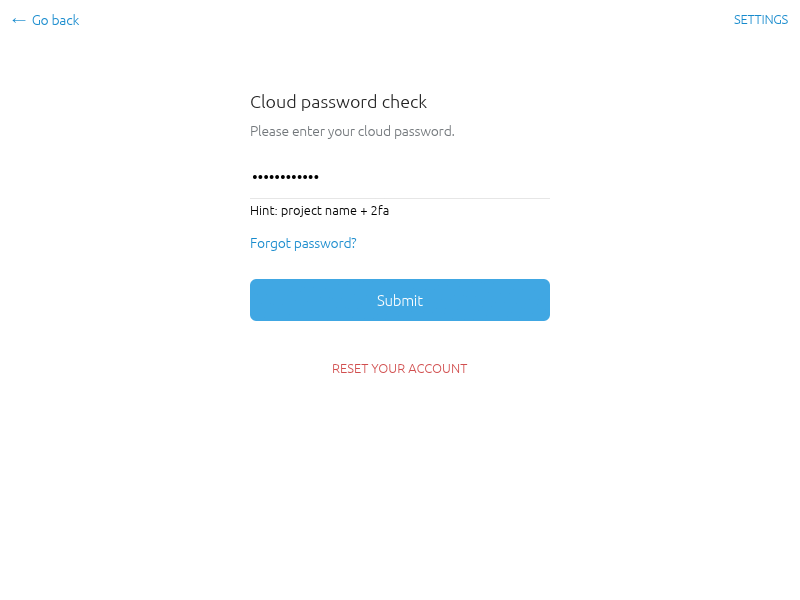 ← Go back
SETTINGS
Cloud password check
Please enter your cloud password.
••••••••••••
Hint: project name + 2fa
Forgot password?
Submit
RESET YOUR ACCOUNT